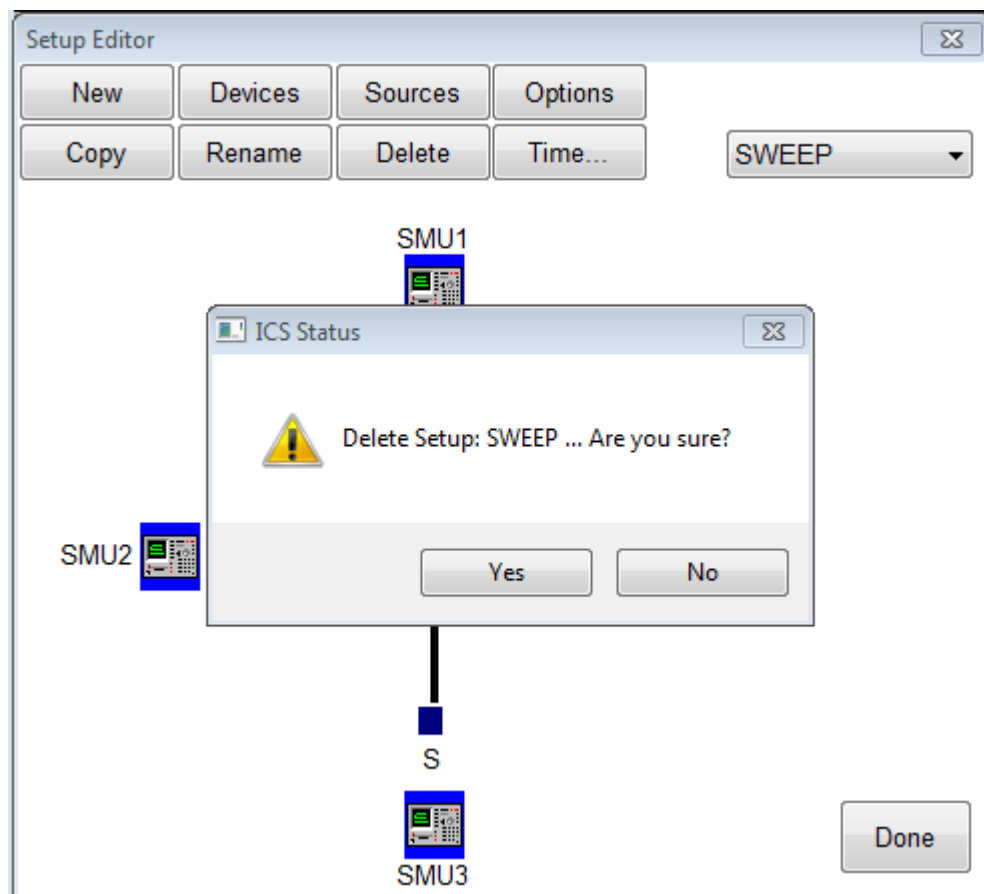 Setup Editor
New Devices Sources Options
Copy Rename Delete Time... SWEEP
SMU1
ICS Status
Delete Setup: SWEEP ... Are you sure?
SMU2
Yes No
S
Done
SMU3